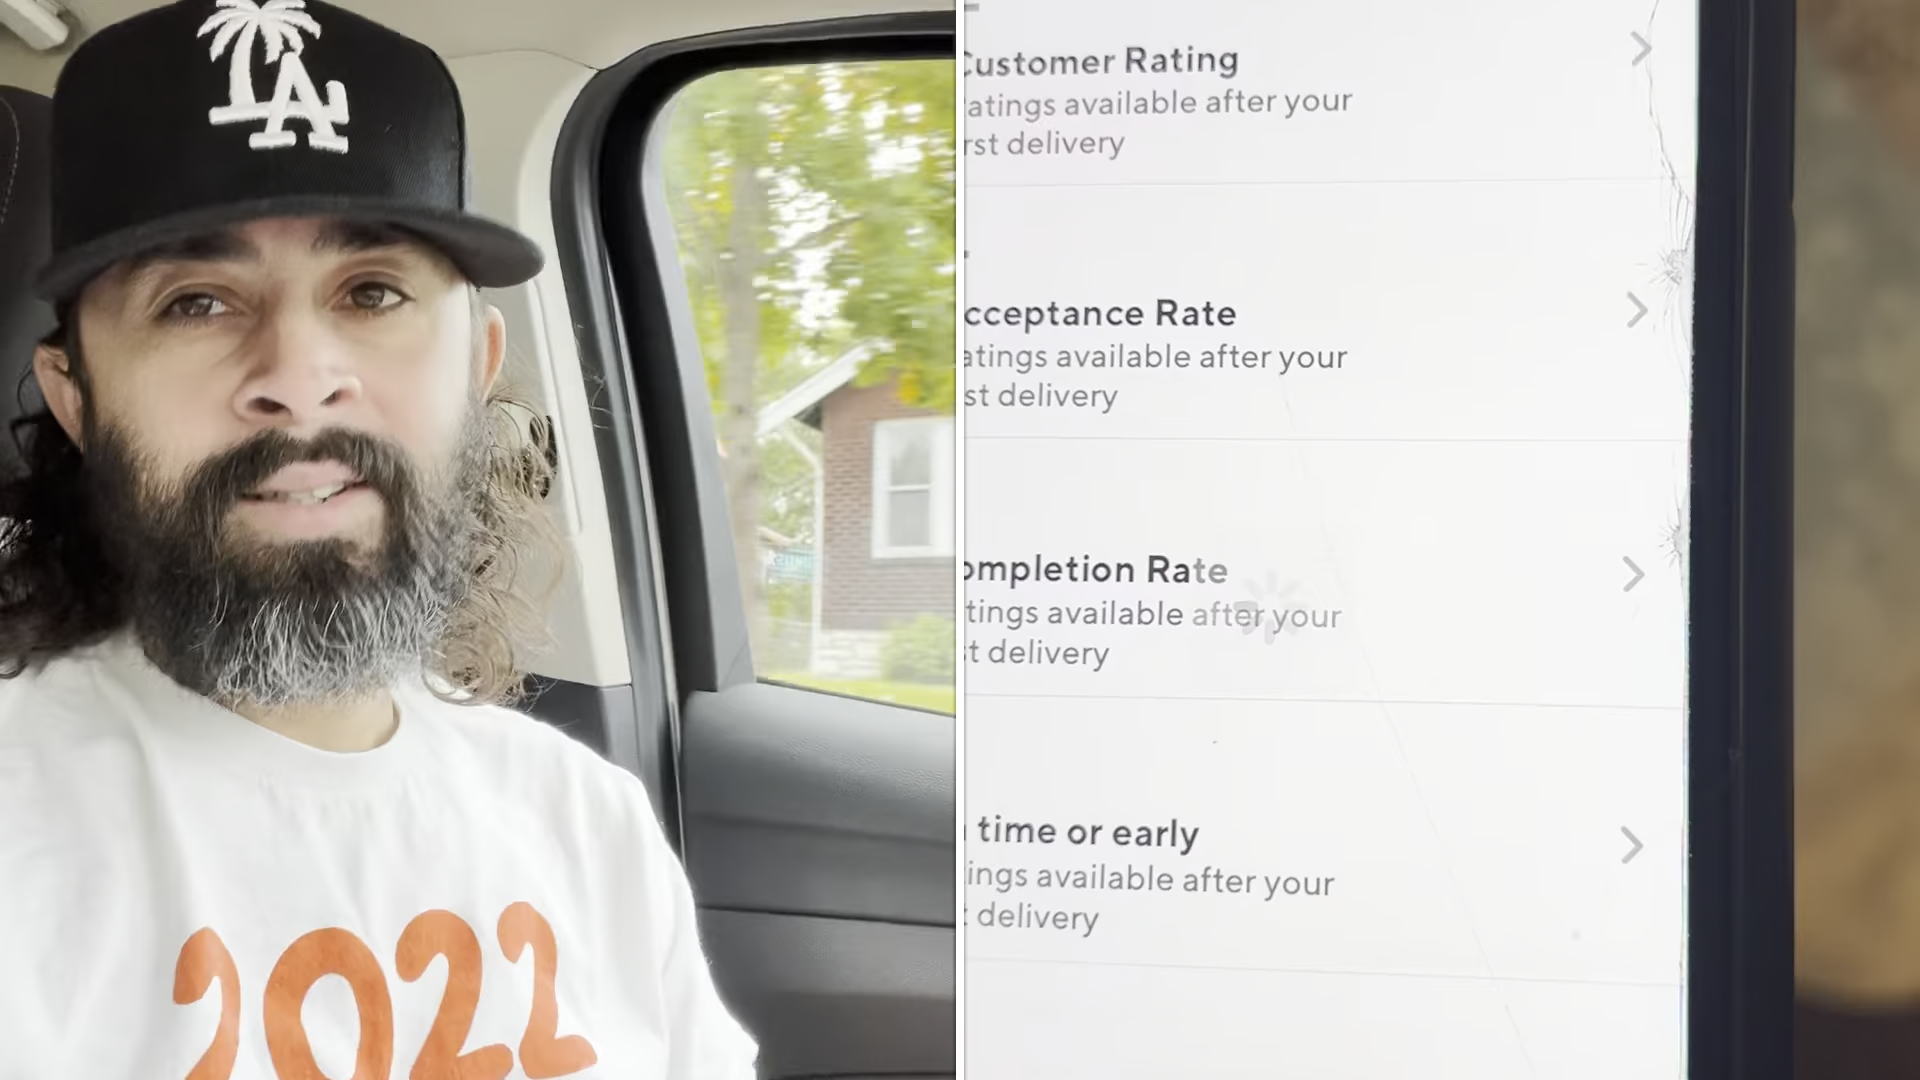 LA
2022
Customer Rating
atings available after your
rst delivery
cceptance Rate
atings available after your
st delivery
ompletion Rate
tings available after your
st delivery
time or early
ings available after your
delivery